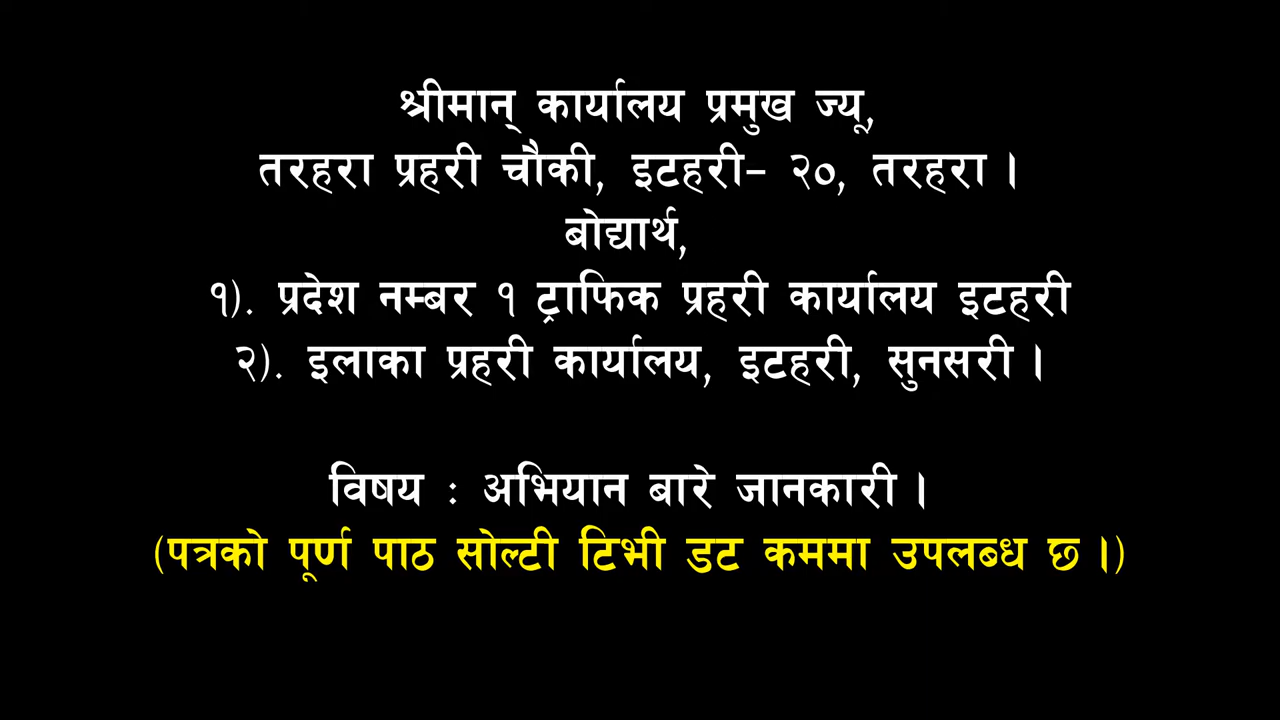 श्रीमान् कार्यालय प्रमुख ज्यू,
तरहरा प्रहरी चौकी, इटहरी- २०, तरहरा ।
बोद्यार्थ,
१). प्रदेश नम्बर १ ट्राफिक प्रहरी कार्यालय इटहरी
२). इलाका प्रहरी कार्यालय, इटहरी, सुनसरी ।
विषय : अभियान बारे जानकारी ।
(पत्रको पूर्ण पाठ सोल्टी टिभी डट कममा उपलब्ध छ ।)